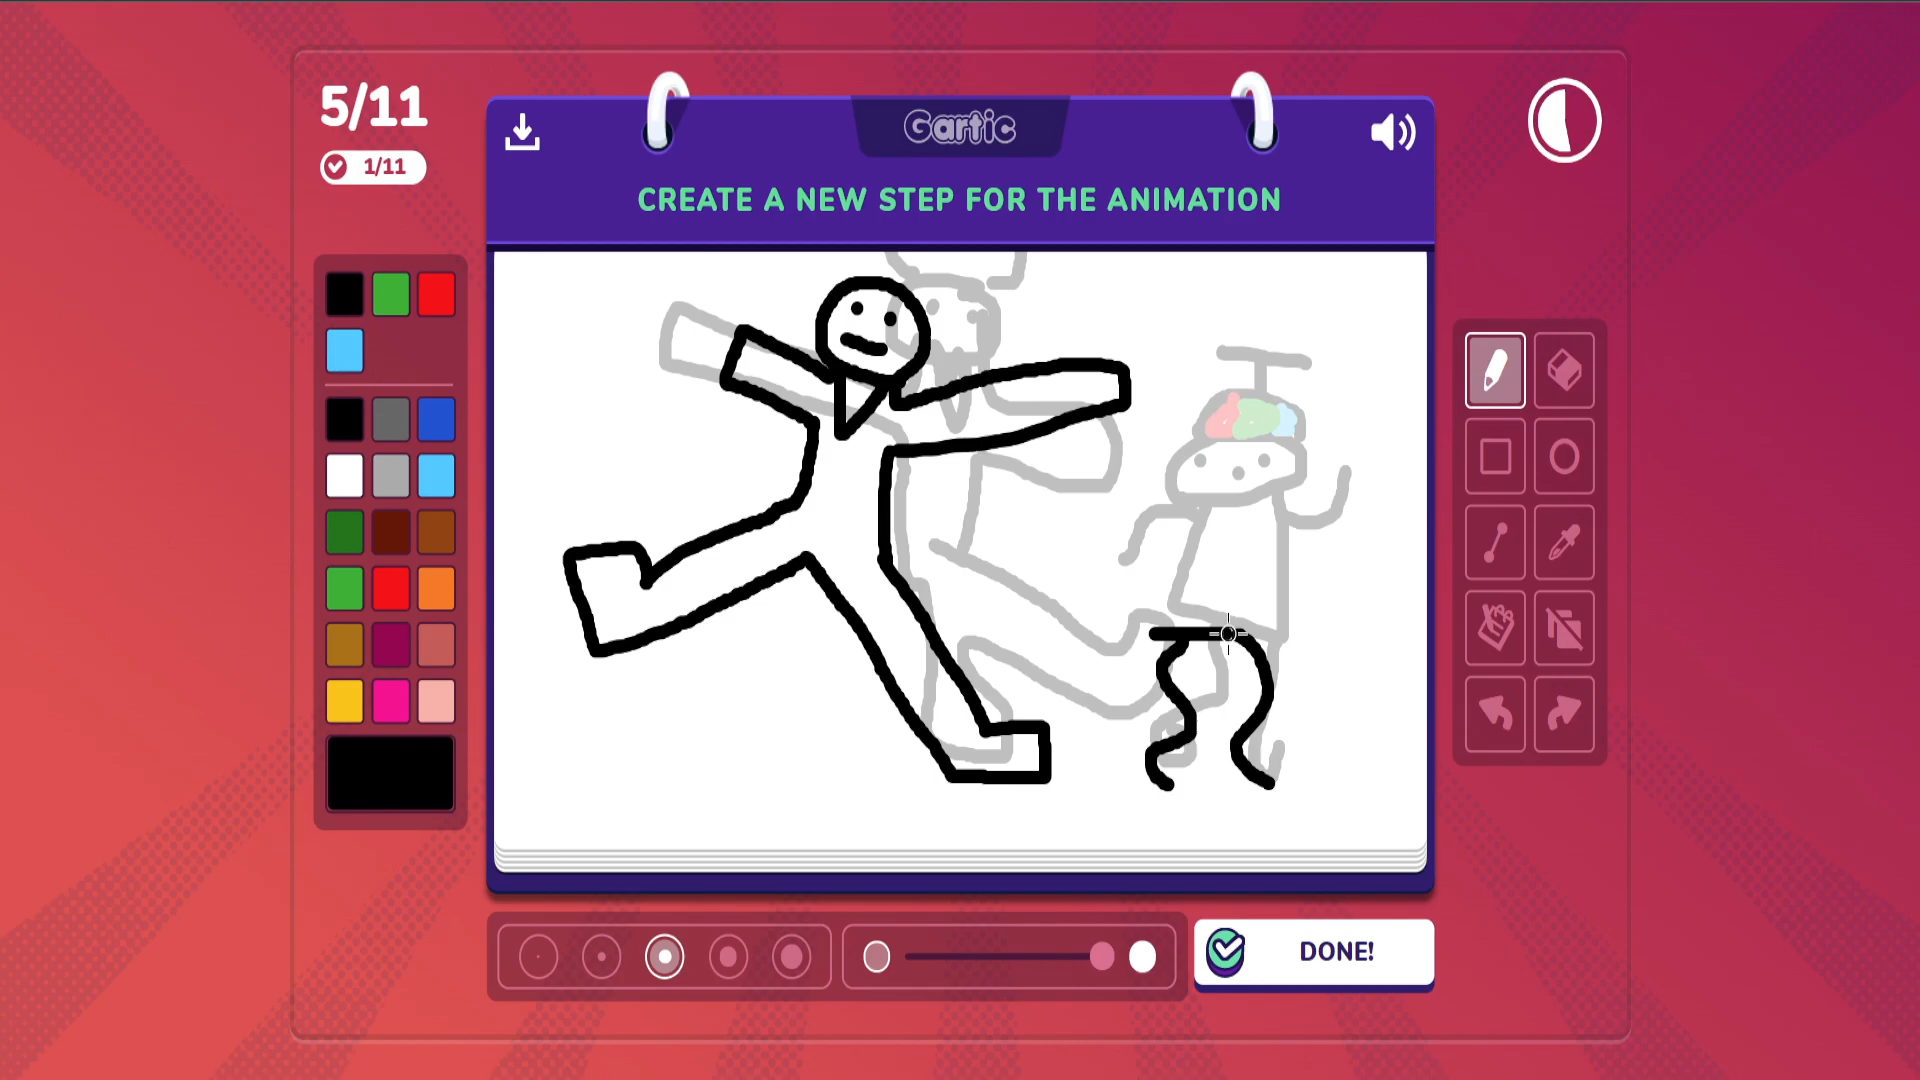 5/11
1/11
Gartic
CREATE A NEW STEP FOR THE ANIMATION
DONE!